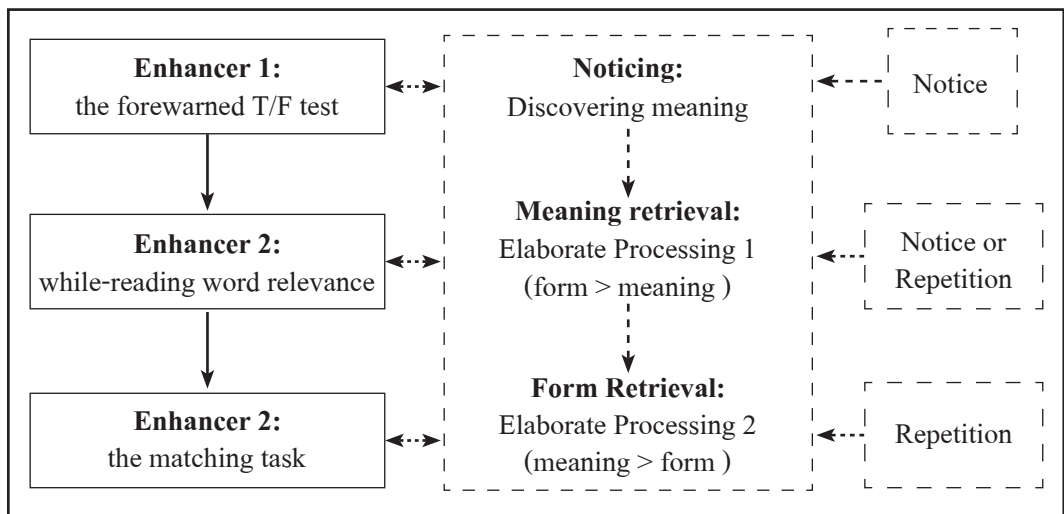 Enhancer 1:
the forewarned T/F test
Enhancer 2:
while-reading word relevance
Enhancer 2:
the matching task
Noticing:
Discovering meaning
Meaning retrieval:
Elaborate Processing 1
(form > meaning )
Form Retrieval:
Elaborate Processing 2
(meaning > form )
Notice
Notice or
Repetition
Repetition